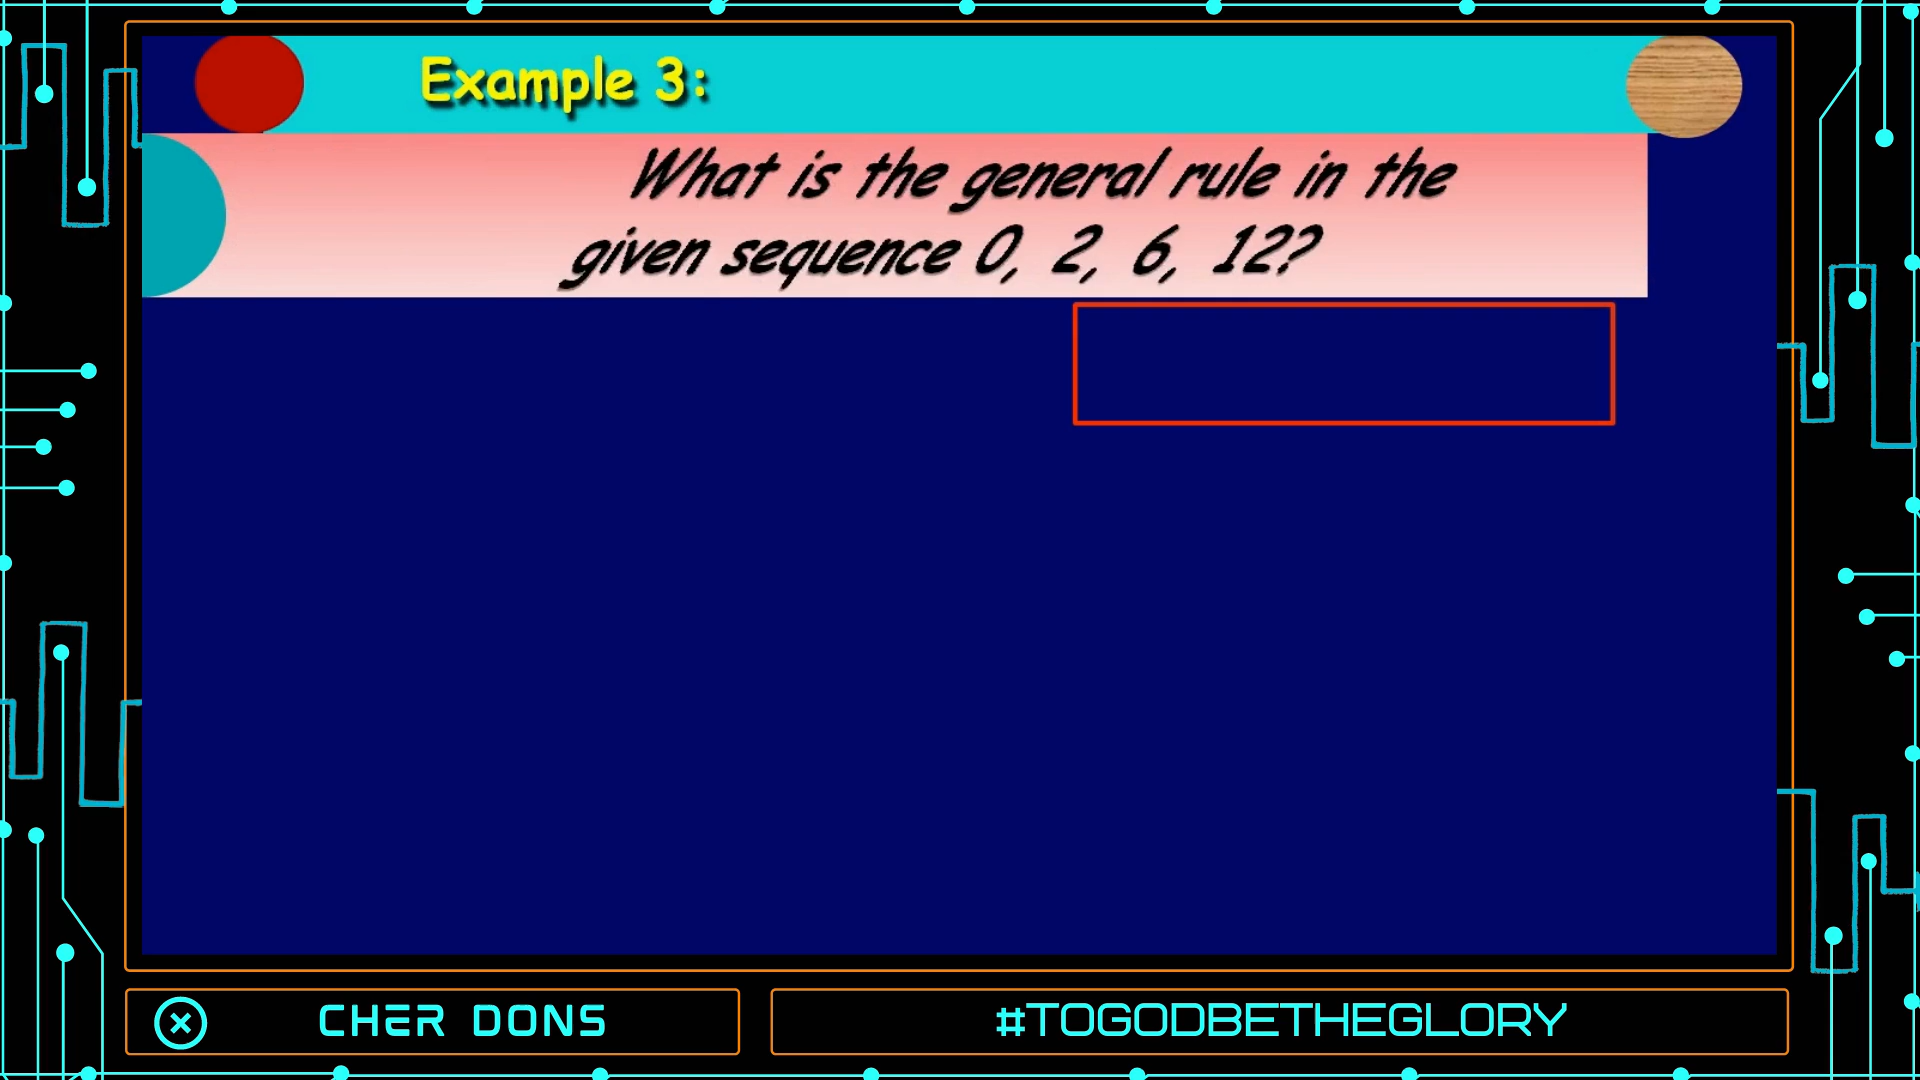 Example 3:
What is the general rule in the
given sequence 0, 2, 6, 12?
CHER DONS
#TOGODBETHEGLORY